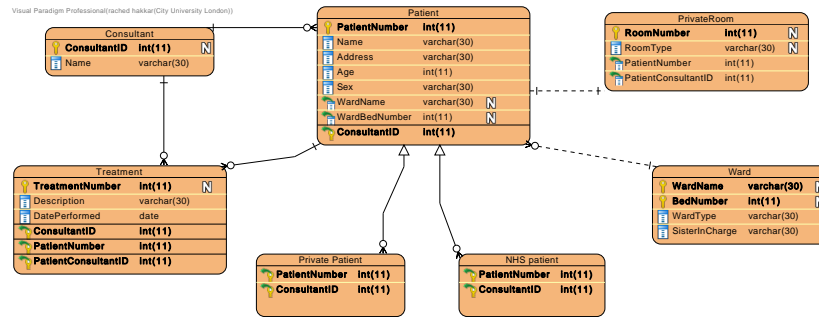 Visual Paradigm Professional(rached hakkar(City University London))
Consultant
ConsultantID int(11) N
Name varchar(30)
Patient
PatientNumber int(11)
Name varchar(30)
Address varchar(30)
Age int(11)
Sex varchar(30)
WardName varchar(30) N
WardBedNumber int(11) N
ConsultantID int(11)
PrivateRoom
RoomNumber int(11) N
RoomType varchar(30) N
PatientNumber int(11)
PatientConsultantID int(11)
Treatment
TreatmentNumber int(11) N
Description varchar(30)
DatePerformed date
ConsultantID int(11)
PatientNumber int(11)
PatientConsultantID int(11)
Ward
WardName varchar(30) N
BedNumber int(11) N
WardType varchar(30)
SisterInCharge varchar(30)
Private Patient
PatientNumber int(11)
ConsultantID int(11)
NHS patient
PatientNumber int(11)
ConsultantID int(11)